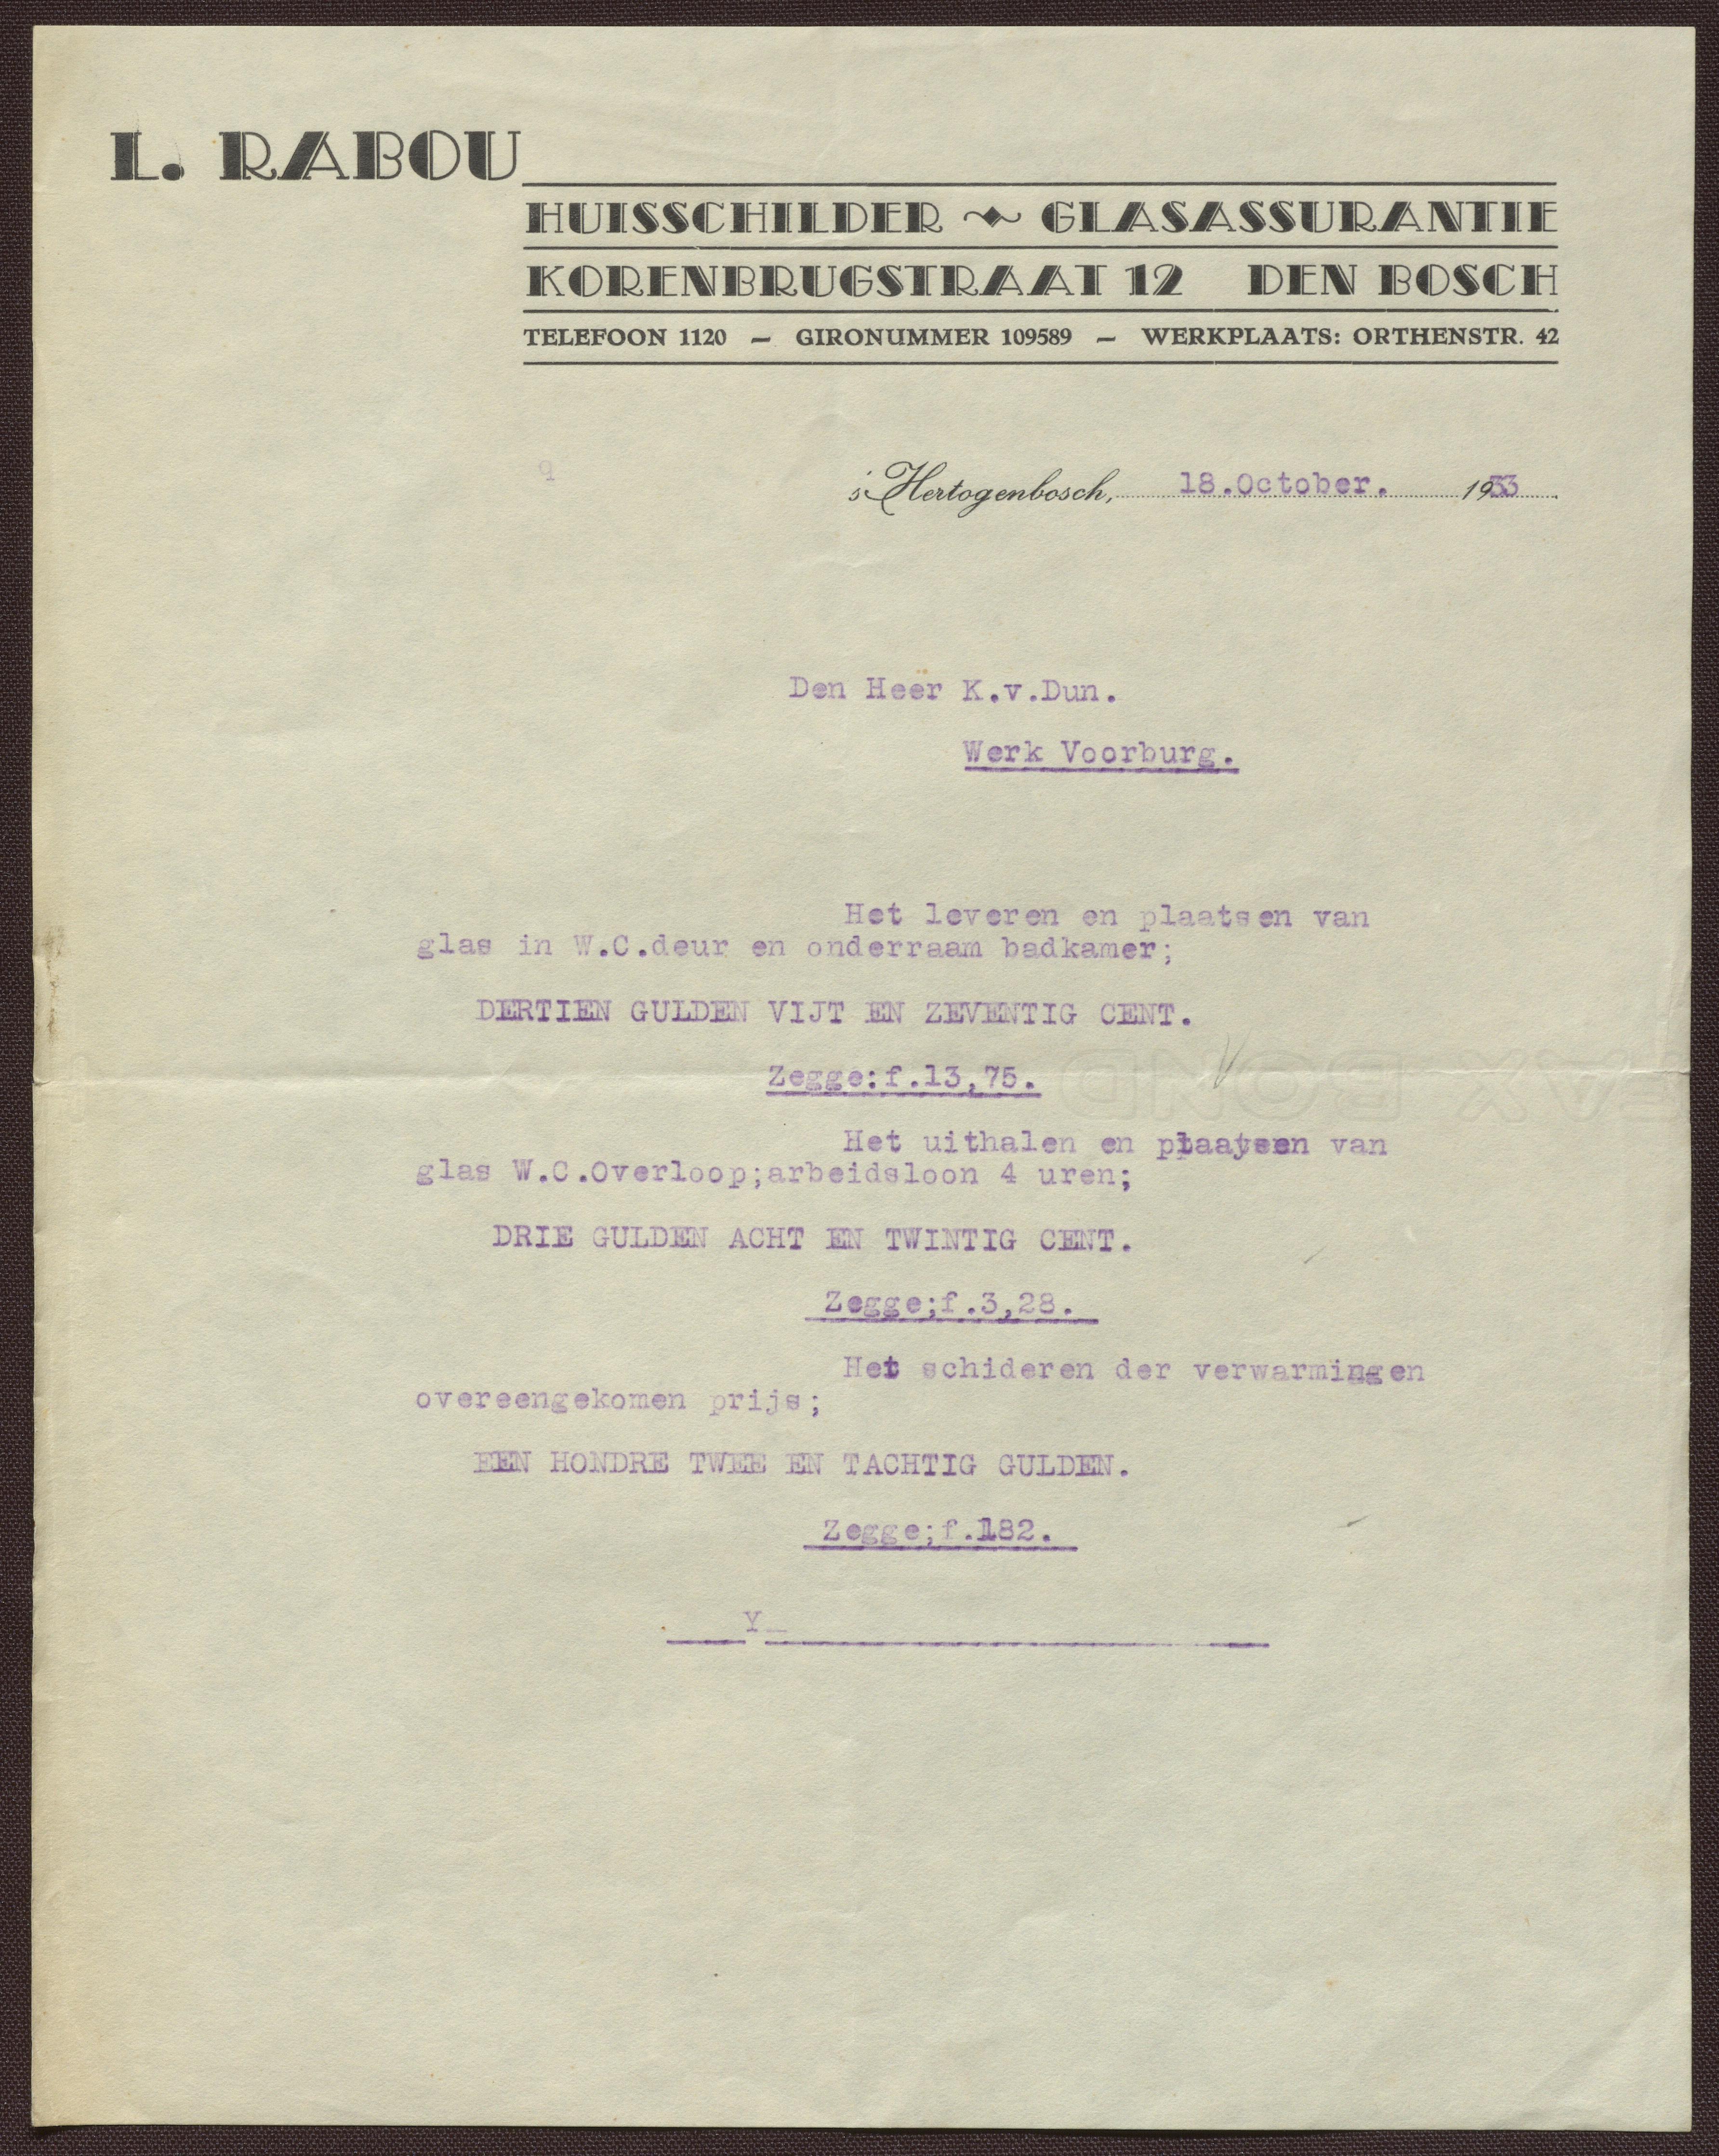 L. RABOU
HUISSCHILDER GLASASSURANTIE
KORENBRUGSTRAAT 12 DEN BOSCH
TELEFOON 1120 — GIRONUMMER 109589 — WERKPLAATS: ORTHENSTR. 42
9
's Hertogenbosch, 18.October. 1933
Den Heer K.v.Dun.
Werk Voorburg.
Het leveren en plaatsen van
glas in W.C.deur en onderraam badkamer;
DERTIEN GULDEN VIJT EN ZEVENTIG CENT.
FAX BOND
Zegge:f.13,75.
Het uithalen en plaatsen van
glas W.C.Overloop;arbeidsloon 4 uren;
DRIE GULDEN ACHT EN TWINTIG CENT.
Zegge;f.3,28.
Het schideren der verwarmingen
overeengekomen prijs;
EEN HONDRE TWEE EN TACHTIG GULDEN.
Zegge;f.182.
Y